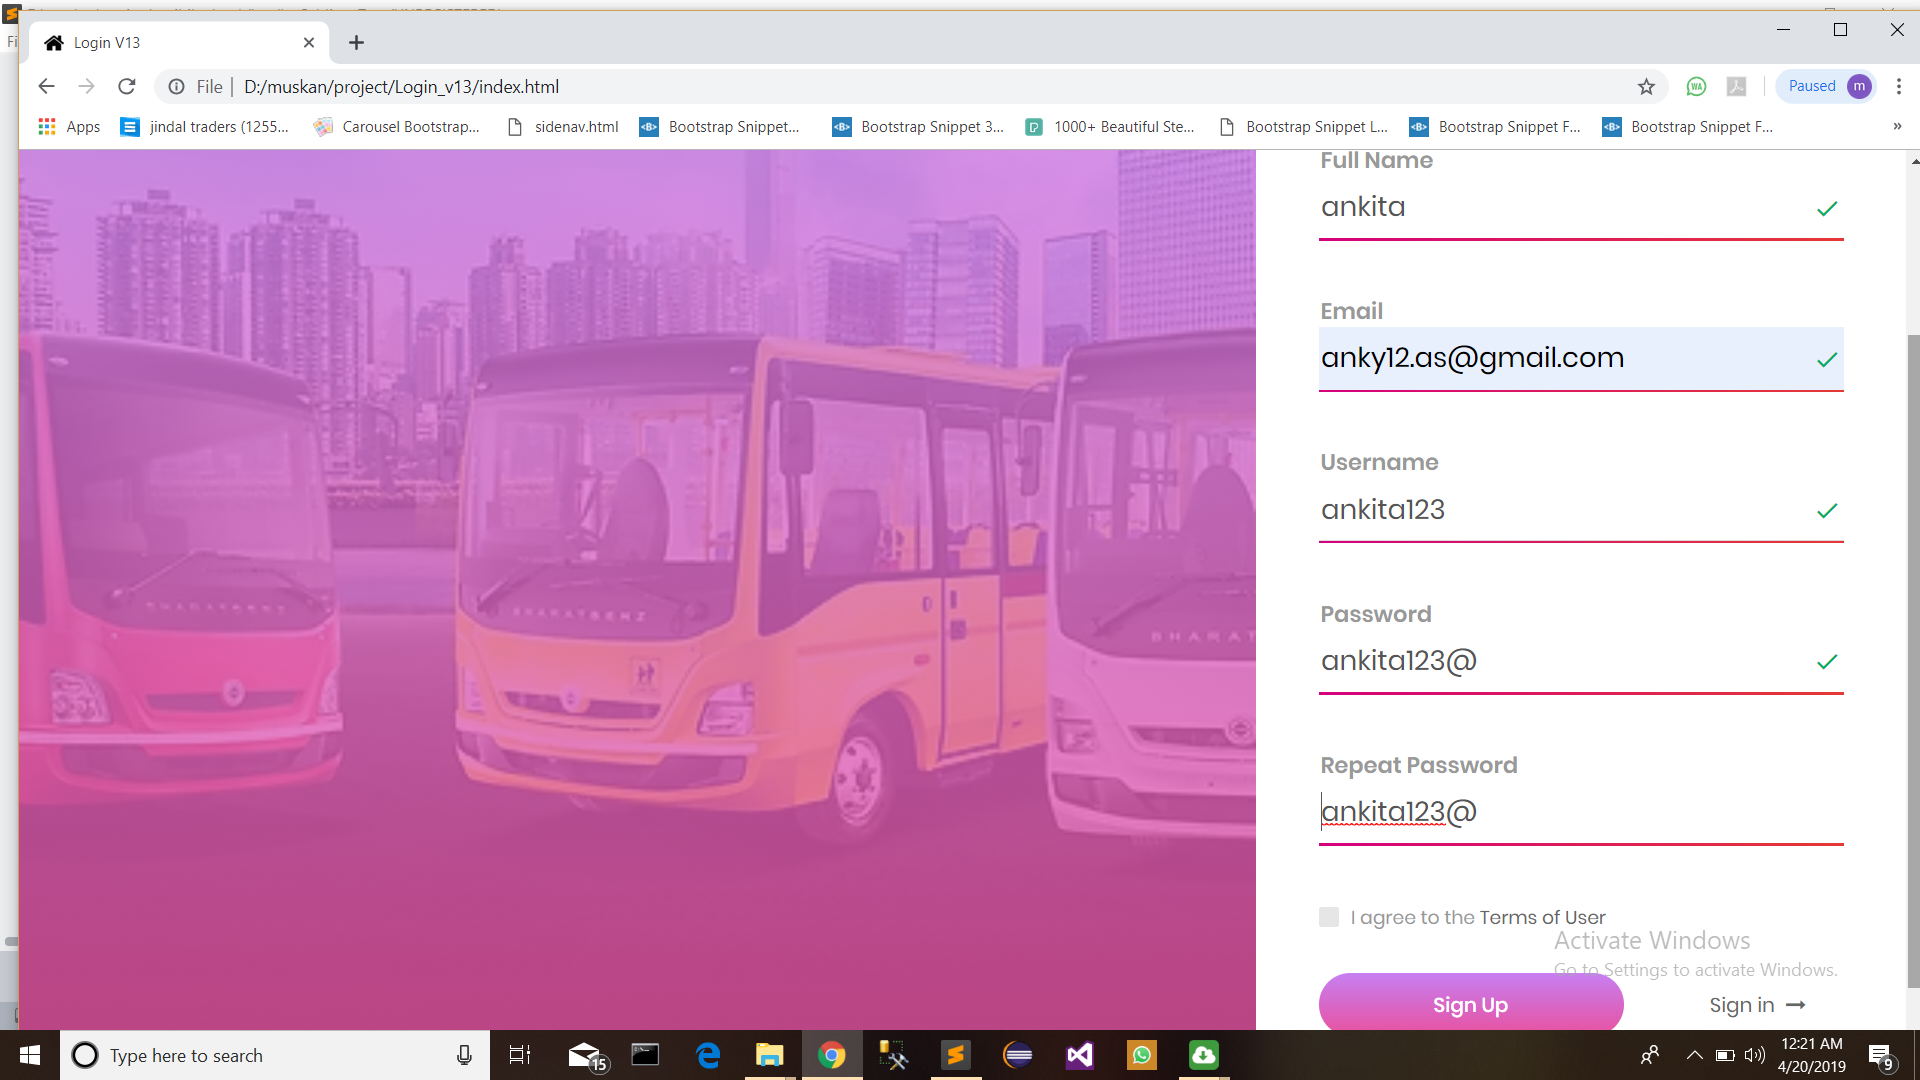 Login V13
File
D:/muskan/project/Login_v13/index.html
Paused
m
Apps
jindal traders (1255...
Carousel Bootstrap...
sidenav.html
Bootstrap Snippet...
Bootstrap Snippet 3...
1000+ Beautiful Ste...
Bootstrap Snippet L...
Bootstrap Snippet F...
Bootstrap Snippet F...
»
Full Name
ankita
Email
anky12.as@gmail.com
Username
ankita123
Password
ankita123@
Repeat Password
ankita123@
I agree to the Terms of User
Activate Windows
Go to Settings to activate Windows.
Sign Up
Sign in
BHARATBENZ
BHARATBENZ
BHARAT
Type here to search
15
12:21 AM
4/20/2019
9